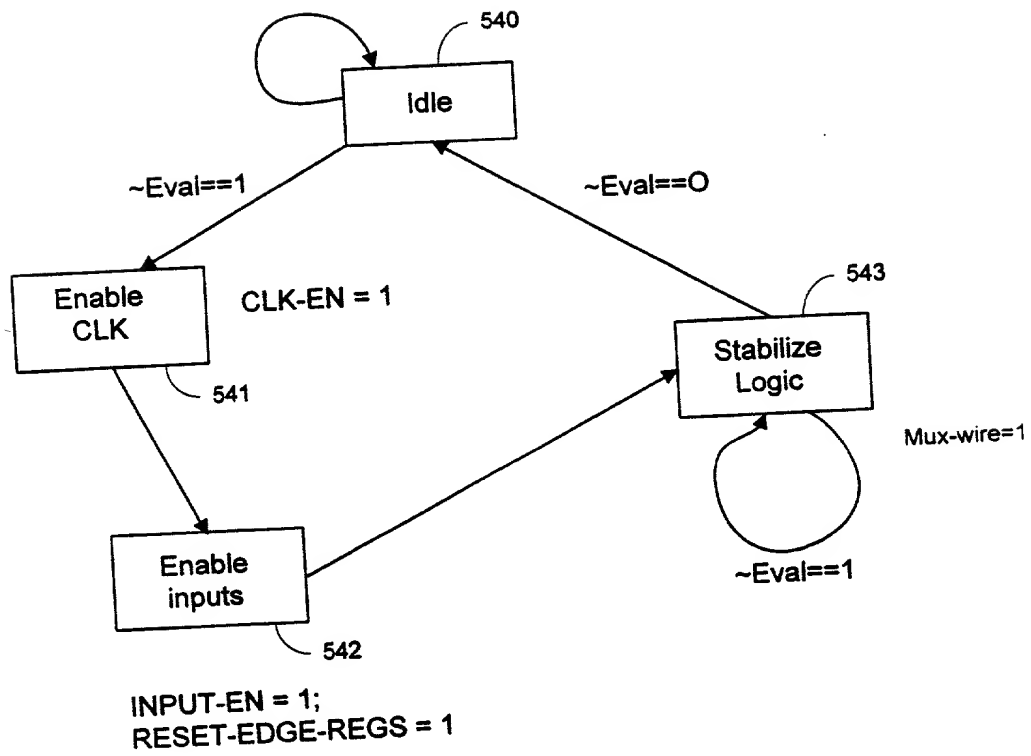 540
Idle
~Eval==1
~Eval==O
543
Enable
CLK
CLK-EN = 1
Stabilize
Logic
541
Mux-wire=1
Enable
inputs
~Eval==1
542
INPUT-EN = 1;
RESET-EDGE-REGS = 1